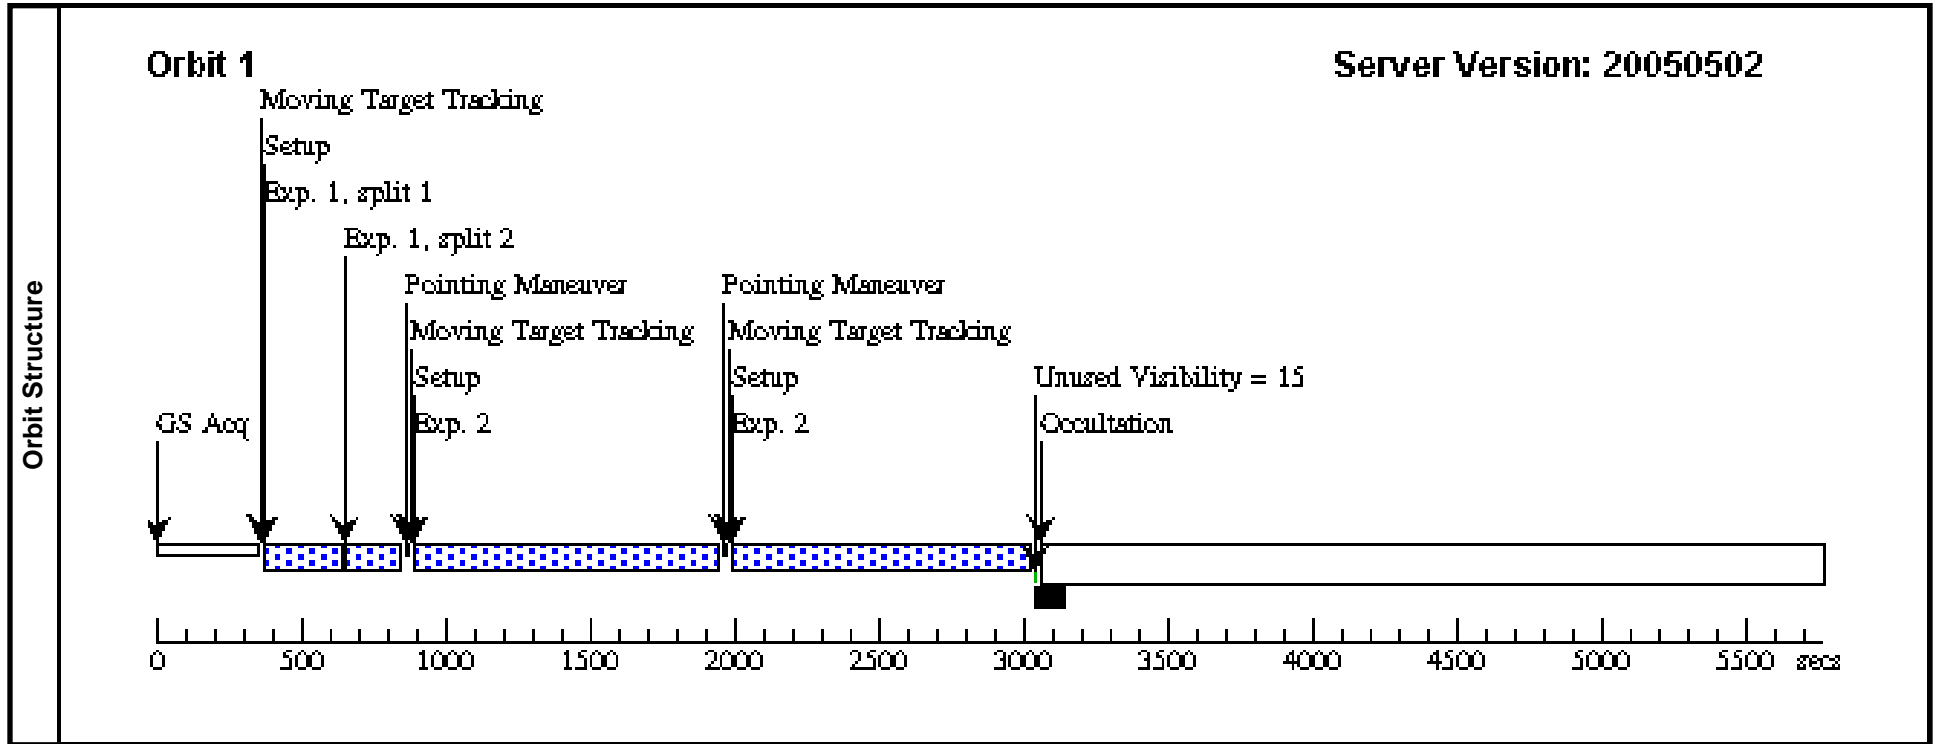 Orbit Structure
Orbit 1
Server Version: 20050502
Moving Target Tracking
Setup
Exp. 1, split 1
Exp. 1, split 2
Pointing Maneuver
Pointing Maneuver
Moving Target Tracking
Moving Target Tracking
Setup
Setup
Unused Visibility = 15
GS Acq
Exp. 2
Exp. 2
Occultation
0 500 1000 1500 2000 2500 3000 3500 4000 4500 5000 5500 secs